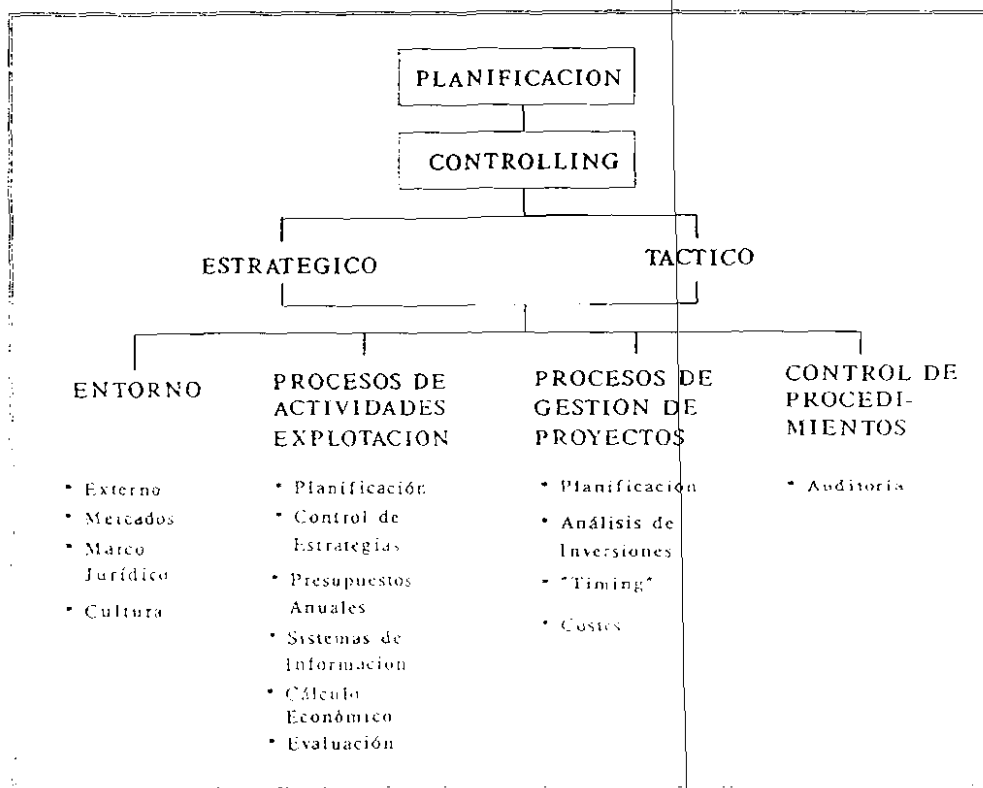 PLANIFICACION
CONTROLLING
ESTRATEGICO
TACTICO
ENTORNO
• Externo
• Mercados
• Marco
Jurídico
• Cultura
PROCESOS DE
ACTIVIDADES
EXPLOTACION
• Planificación
• Control de
Estrategias
• Presupuestos
Anuales
• Sistemas de
Informacion
• Cálculo
Económico
• Evaluación
PROCESOS DE
GESTION DE
PROYECTOS
• Planificación
• Análisis de
Inversiones
• "Timing"
• Costes
CONTROL DE
PROCEDI-
MIENTOS
• Auditoria